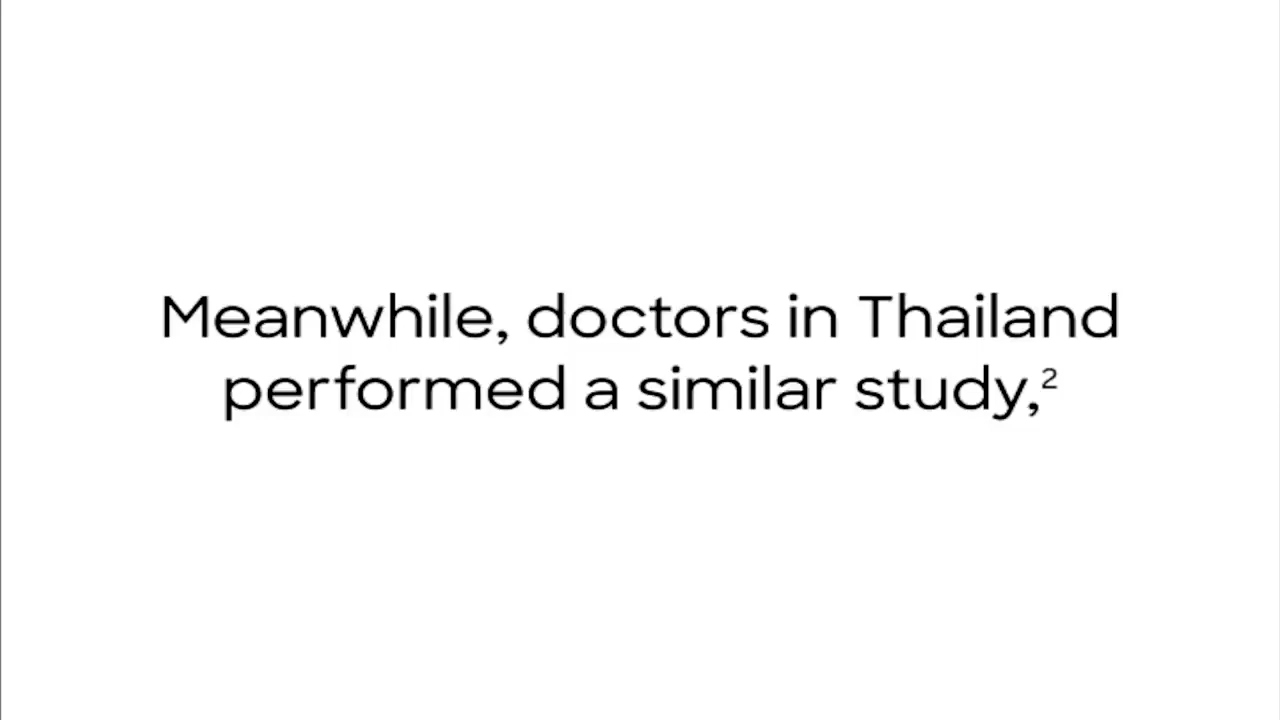 Meanwhile, doctors in Thailand
performed a similar study,²